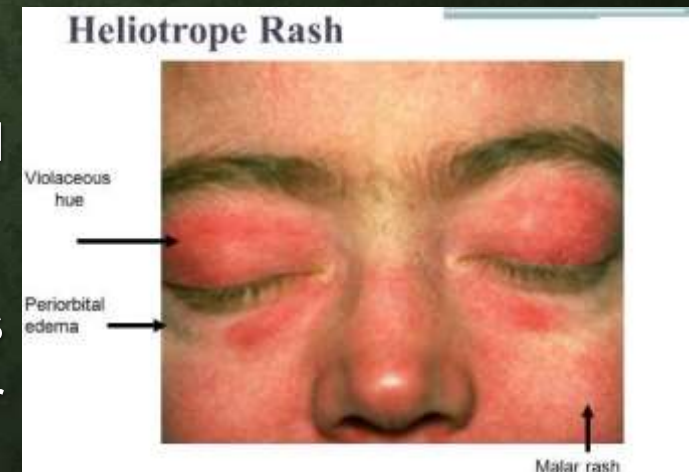 Heliotrope Rash
Violaceous
hue
Periorbital
edema
Malar rash